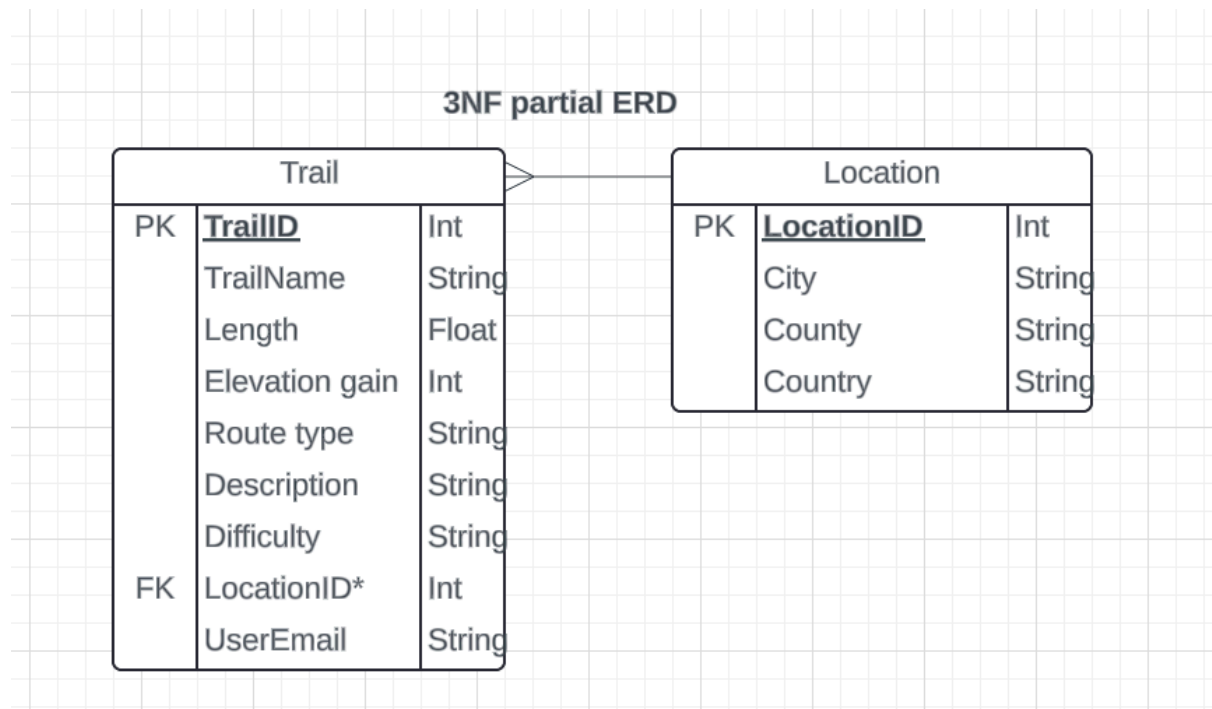 3NF partial ERD
Trail
PK TrailID Int
TrailName String
Length Float
Elevation gain Int
Route type String
Description String
Difficulty String
FK LocationID* Int
UserEmail String
Location
PK LocationID Int
City String
County String
Country String